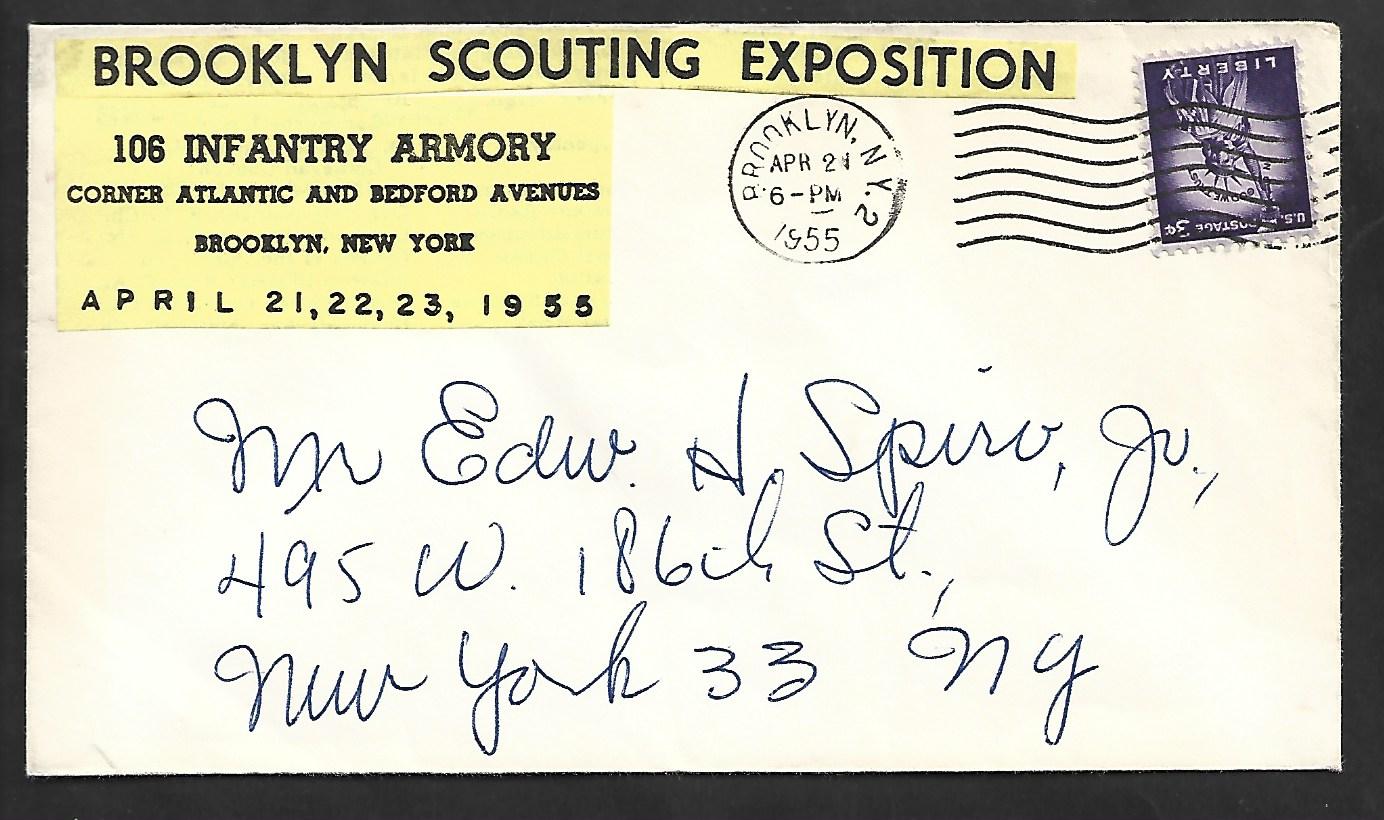 BROOKLYN SCOUTING EXPOSITION
106 INFANTRY ARMORY
CORNER ATLANTIC AND BEDFORD AVENUES
BROOKLYN, NEW YORK
APRIL 21, 22, 23, 1955
BROOKLYN, N.Y. 2
APR 21
6-PM
1955
LIBERTY
U.S. POSTAGE 3¢
Mr Edw. H. Spiro, Jr.,
495 W. 186th St.,
New York 33 NY